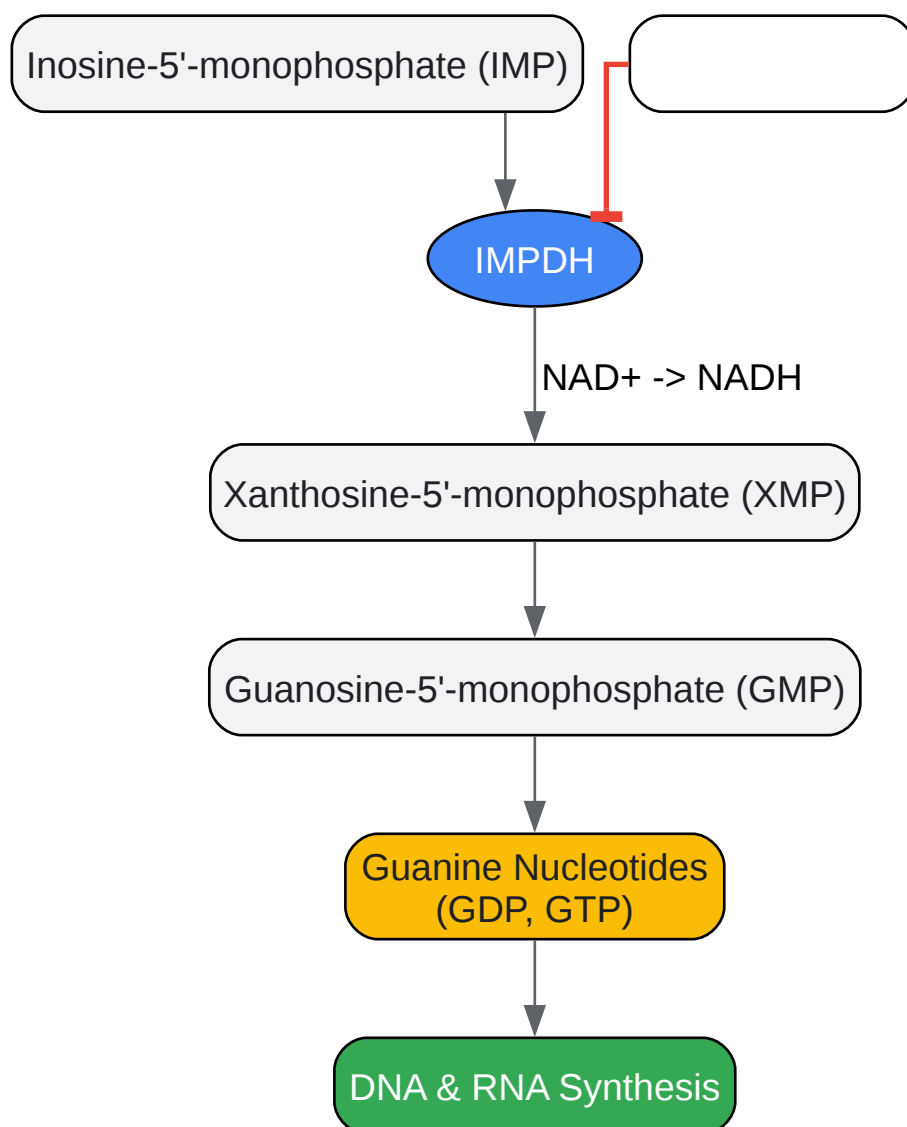 Inosine-5'-monophosphate (IMP)
IMPDH
NAD+ -> NADH
Xanthosine-5'-monophosphate (XMP)
Guanosine-5'-monophosphate (GMP)
Guanine Nucleotides
(GDP, GTP)
DNA & RNA Synthesis